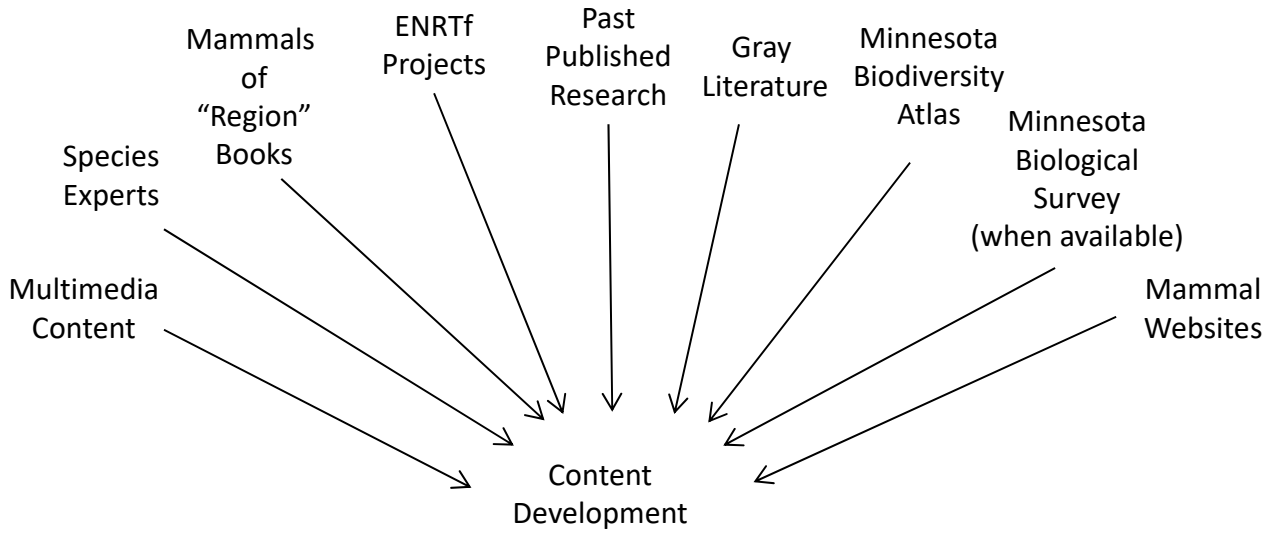 Multimedia
Content
Species
Experts
Mammals
of
“Region”
Books
ENRTf
Projects
Past
Published
Research
Gray
Literature
Minnesota
Biodiversity
Atlas
Minnesota
Biological
Survey
(when available)
Mammal
Websites
Content
Development